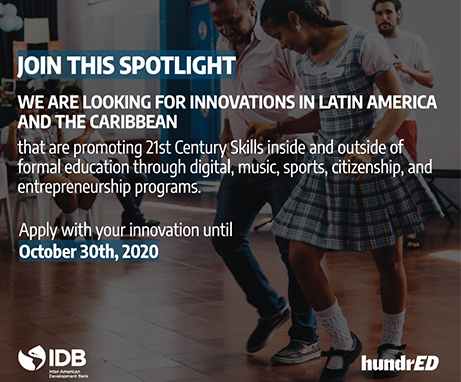 JOIN THIS SPOTLIGHT
WE ARE LOOKING FOR INNOVATIONS IN LATIN AMERICA
AND THE CARIBBEAN
that are promoting 21st Century Skills inside and outside of
formal education through digital, music, sports, citizenship, and
entrepreneurship programs.
Apply with your innovation until
October 30th, 2020
IDB
Inter-American
Development Bank
hundrED